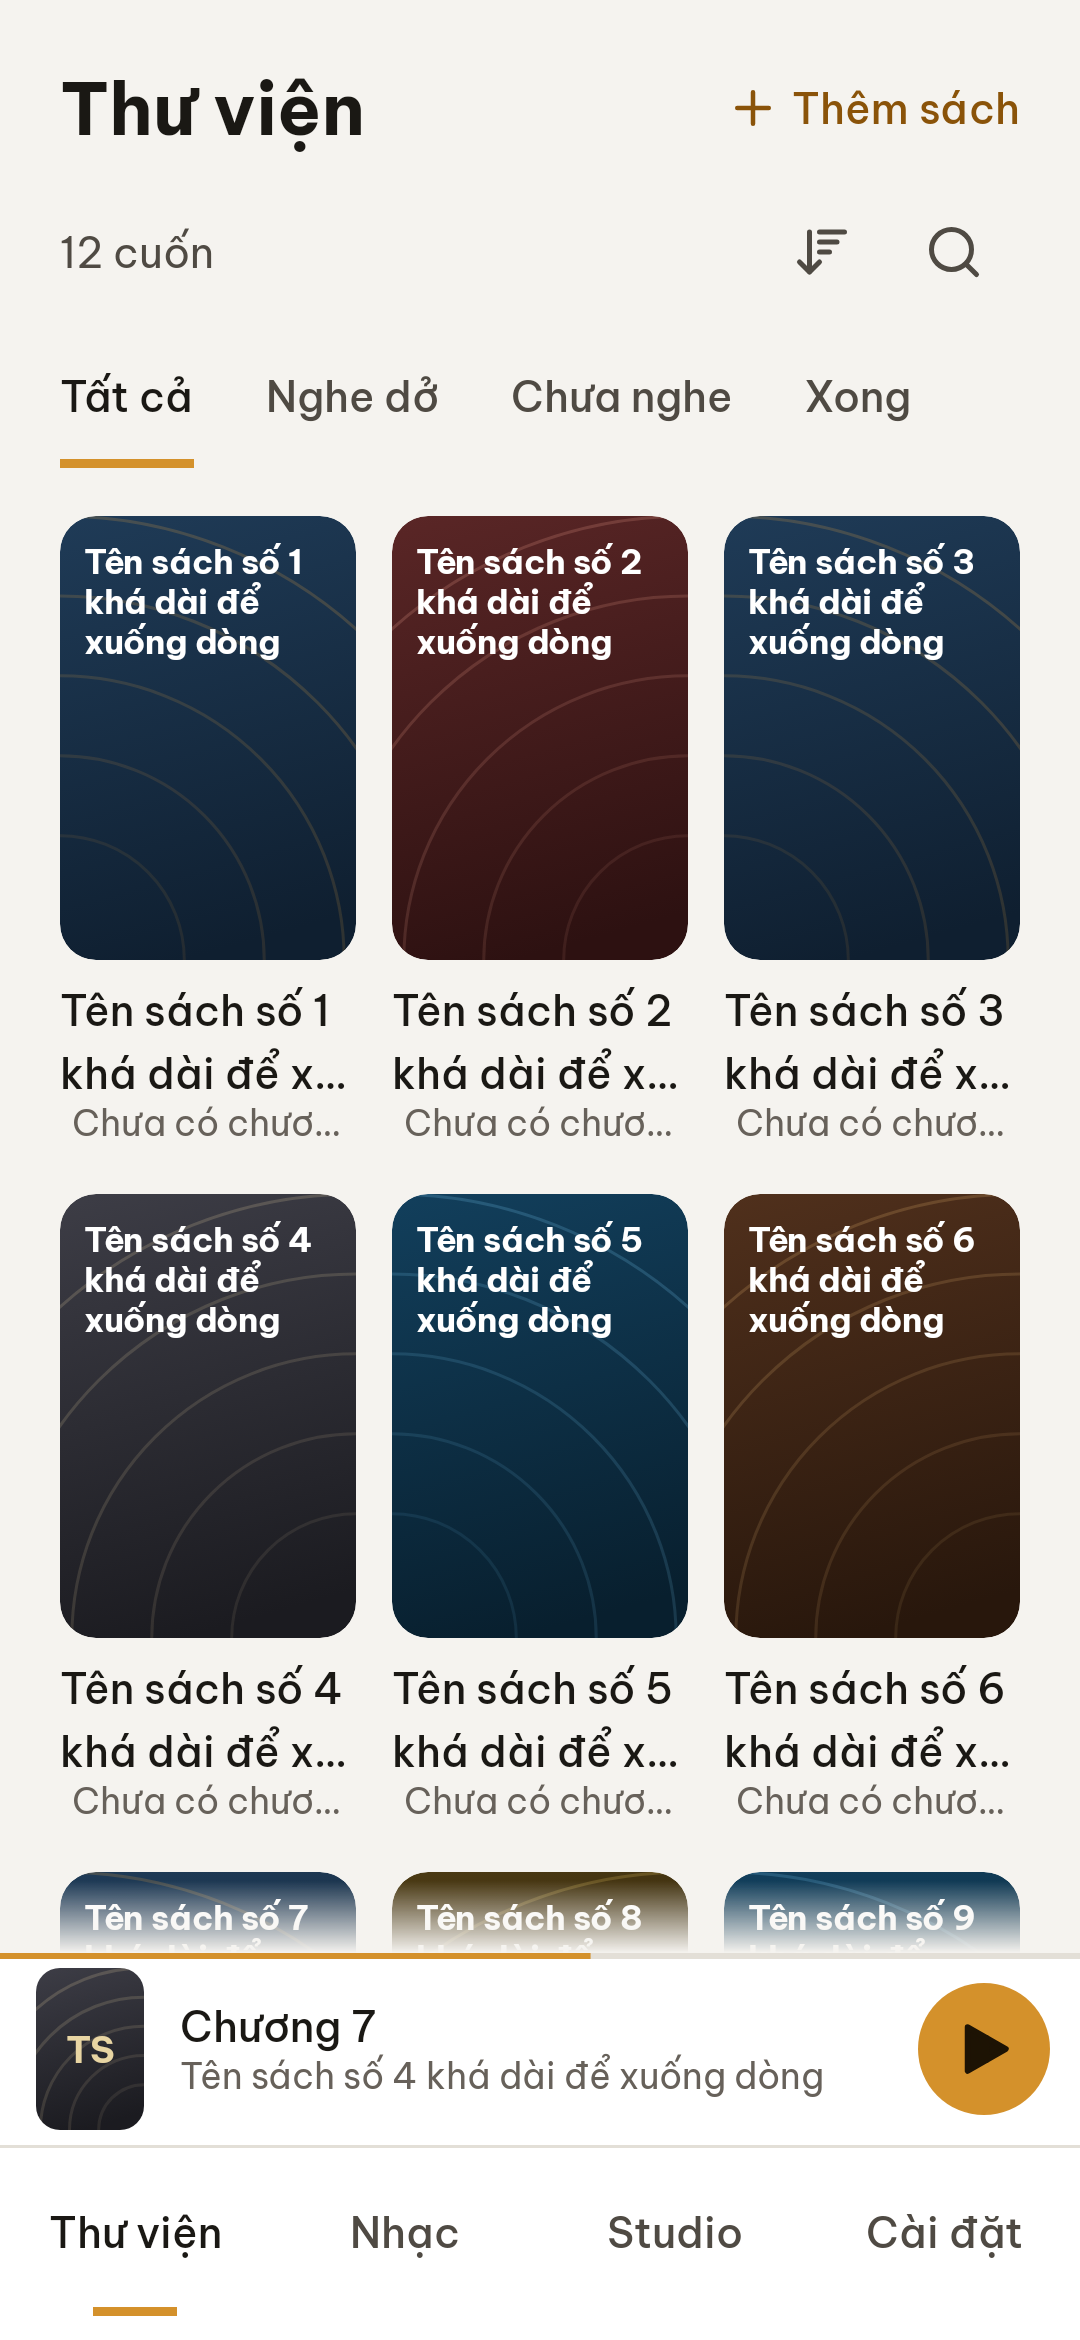 Thư viện
Thêm sách
12 cuốn
Tất cả Nghe dở Chưa nghe Xong
Tên sách số 1
khá dài để
xuống dòng
Tên sách số 2
khá dài để
xuống dòng
Tên sách số 3
khá dài để
xuống dòng
Tên sách số 1
khá dài để x...
Chưa có chươ...
Tên sách số 2
khá dài để x...
Chưa có chươ...
Tên sách số 3
khá dài để x...
Chưa có chươ...
Tên sách số 4
khá dài để
xuống dòng
Tên sách số 5
khá dài để
xuống dòng
Tên sách số 6
khá dài để
xuống dòng
Tên sách số 4
khá dài để x...
Chưa có chươ...
Tên sách số 5
khá dài để x...
Chưa có chươ...
Tên sách số 6
khá dài để x...
Chưa có chươ...
Tên sách số 7
Tên sách số 8
Tên sách số 9
TS
Chương 7
Tên sách số 4 khá dài để xuống dòng
Thư viện Nhạc Studio Cài đặt